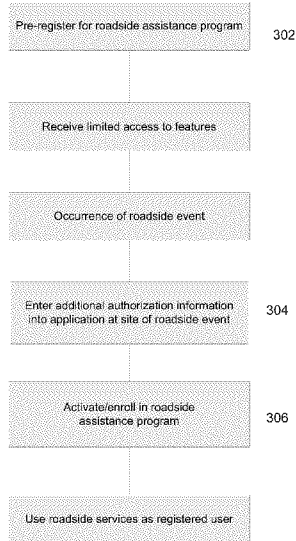 Pre-register for roadside assistance program
302
Receive limited access to features
Occurrence of roadside event
Enter additional authorization information
into application at site of roadside event
304
Activate/enroll in roadside
assistance program
306
Use roadside services as registered user